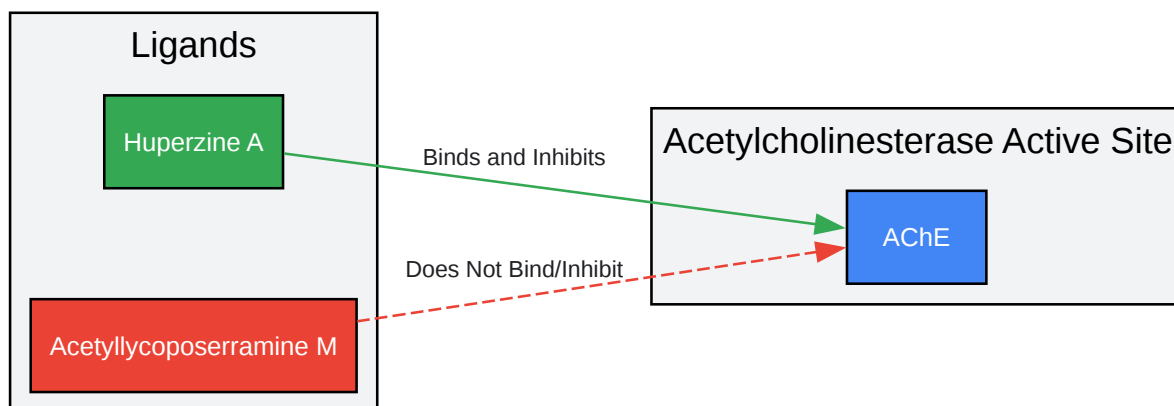 Ligands
Huperzine A
Binds and Inhibits
Acetylcholinesterase Active Site
AChE
Does Not Bind/Inhibit
Acetyllycoposerramine M